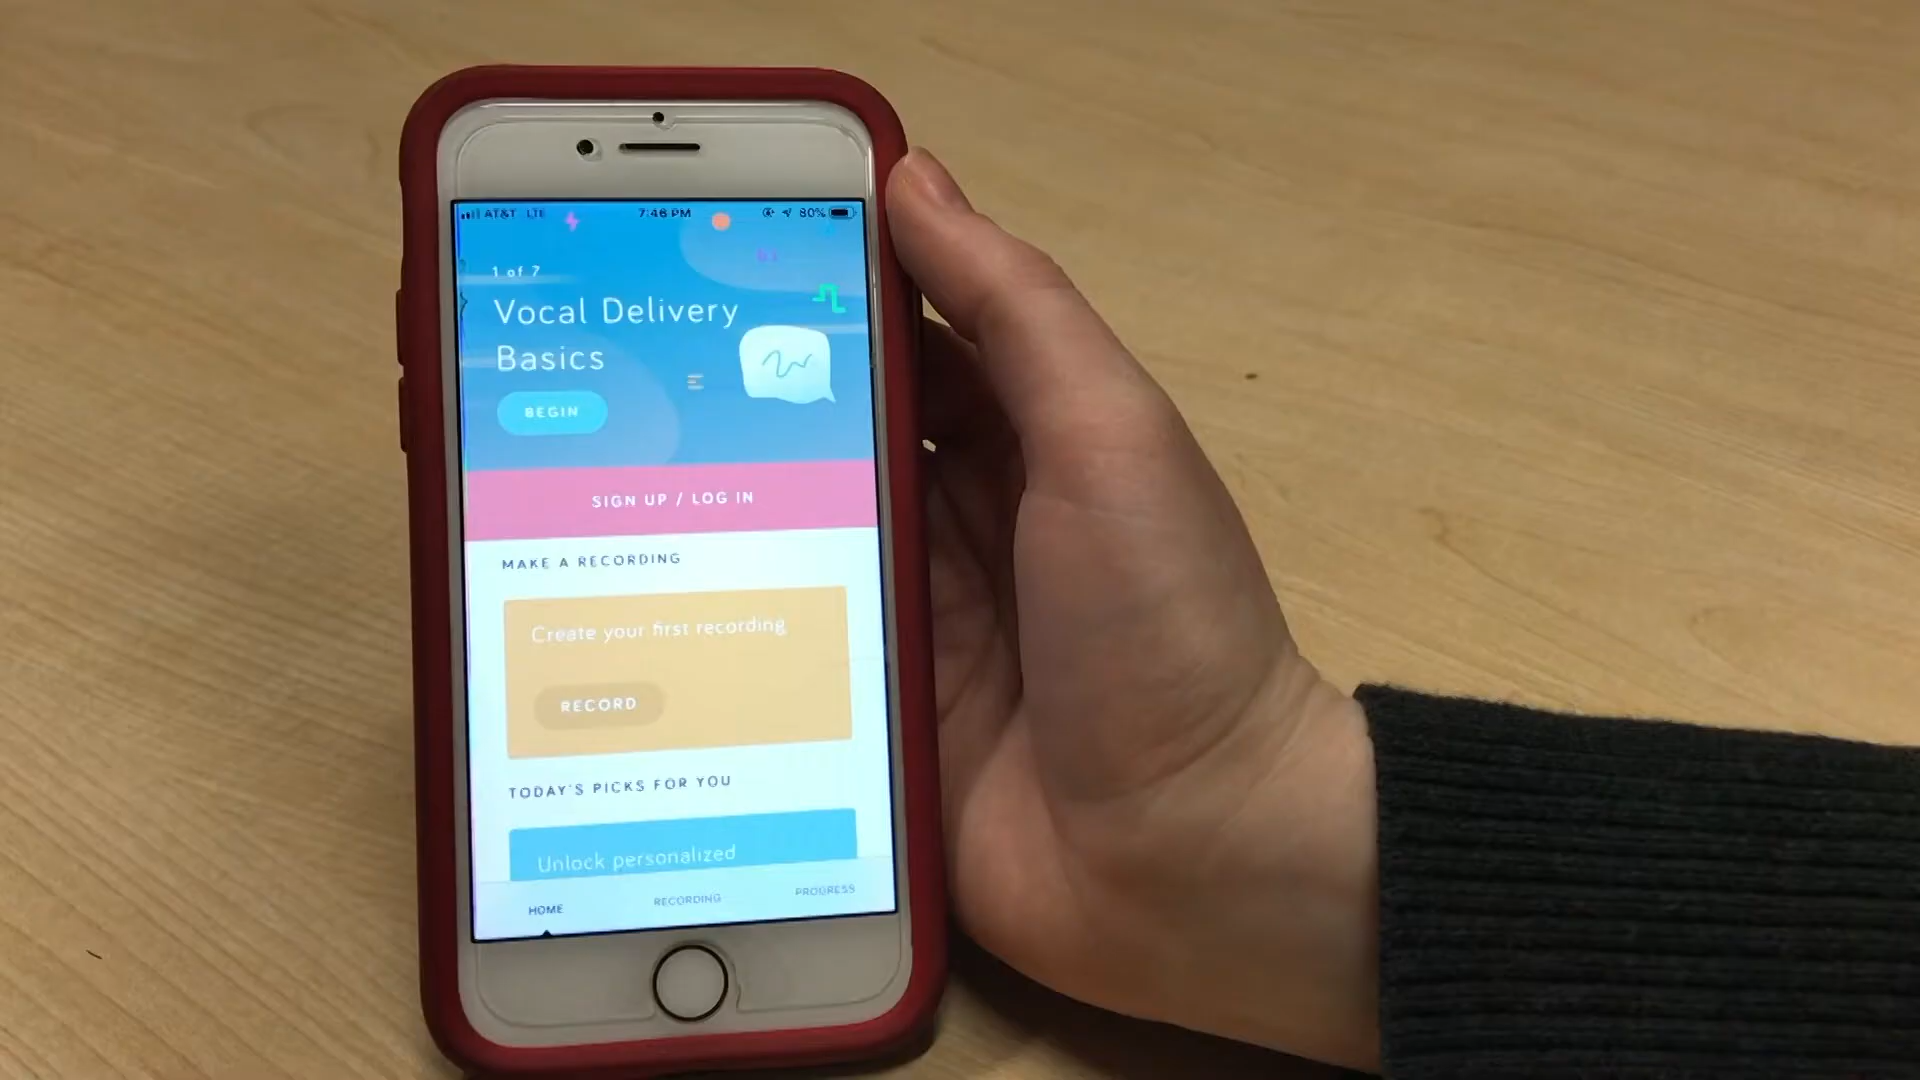 AT&T LTE 7:46 PM 80%
1 of 7
Vocal Delivery
Basics
BEGIN
SIGN UP / LOG IN
MAKE A RECORDING
Create your first recording
RECORD
TODAY'S PICKS FOR YOU
Unlock personalized
HOME RECORDING PROGRESS